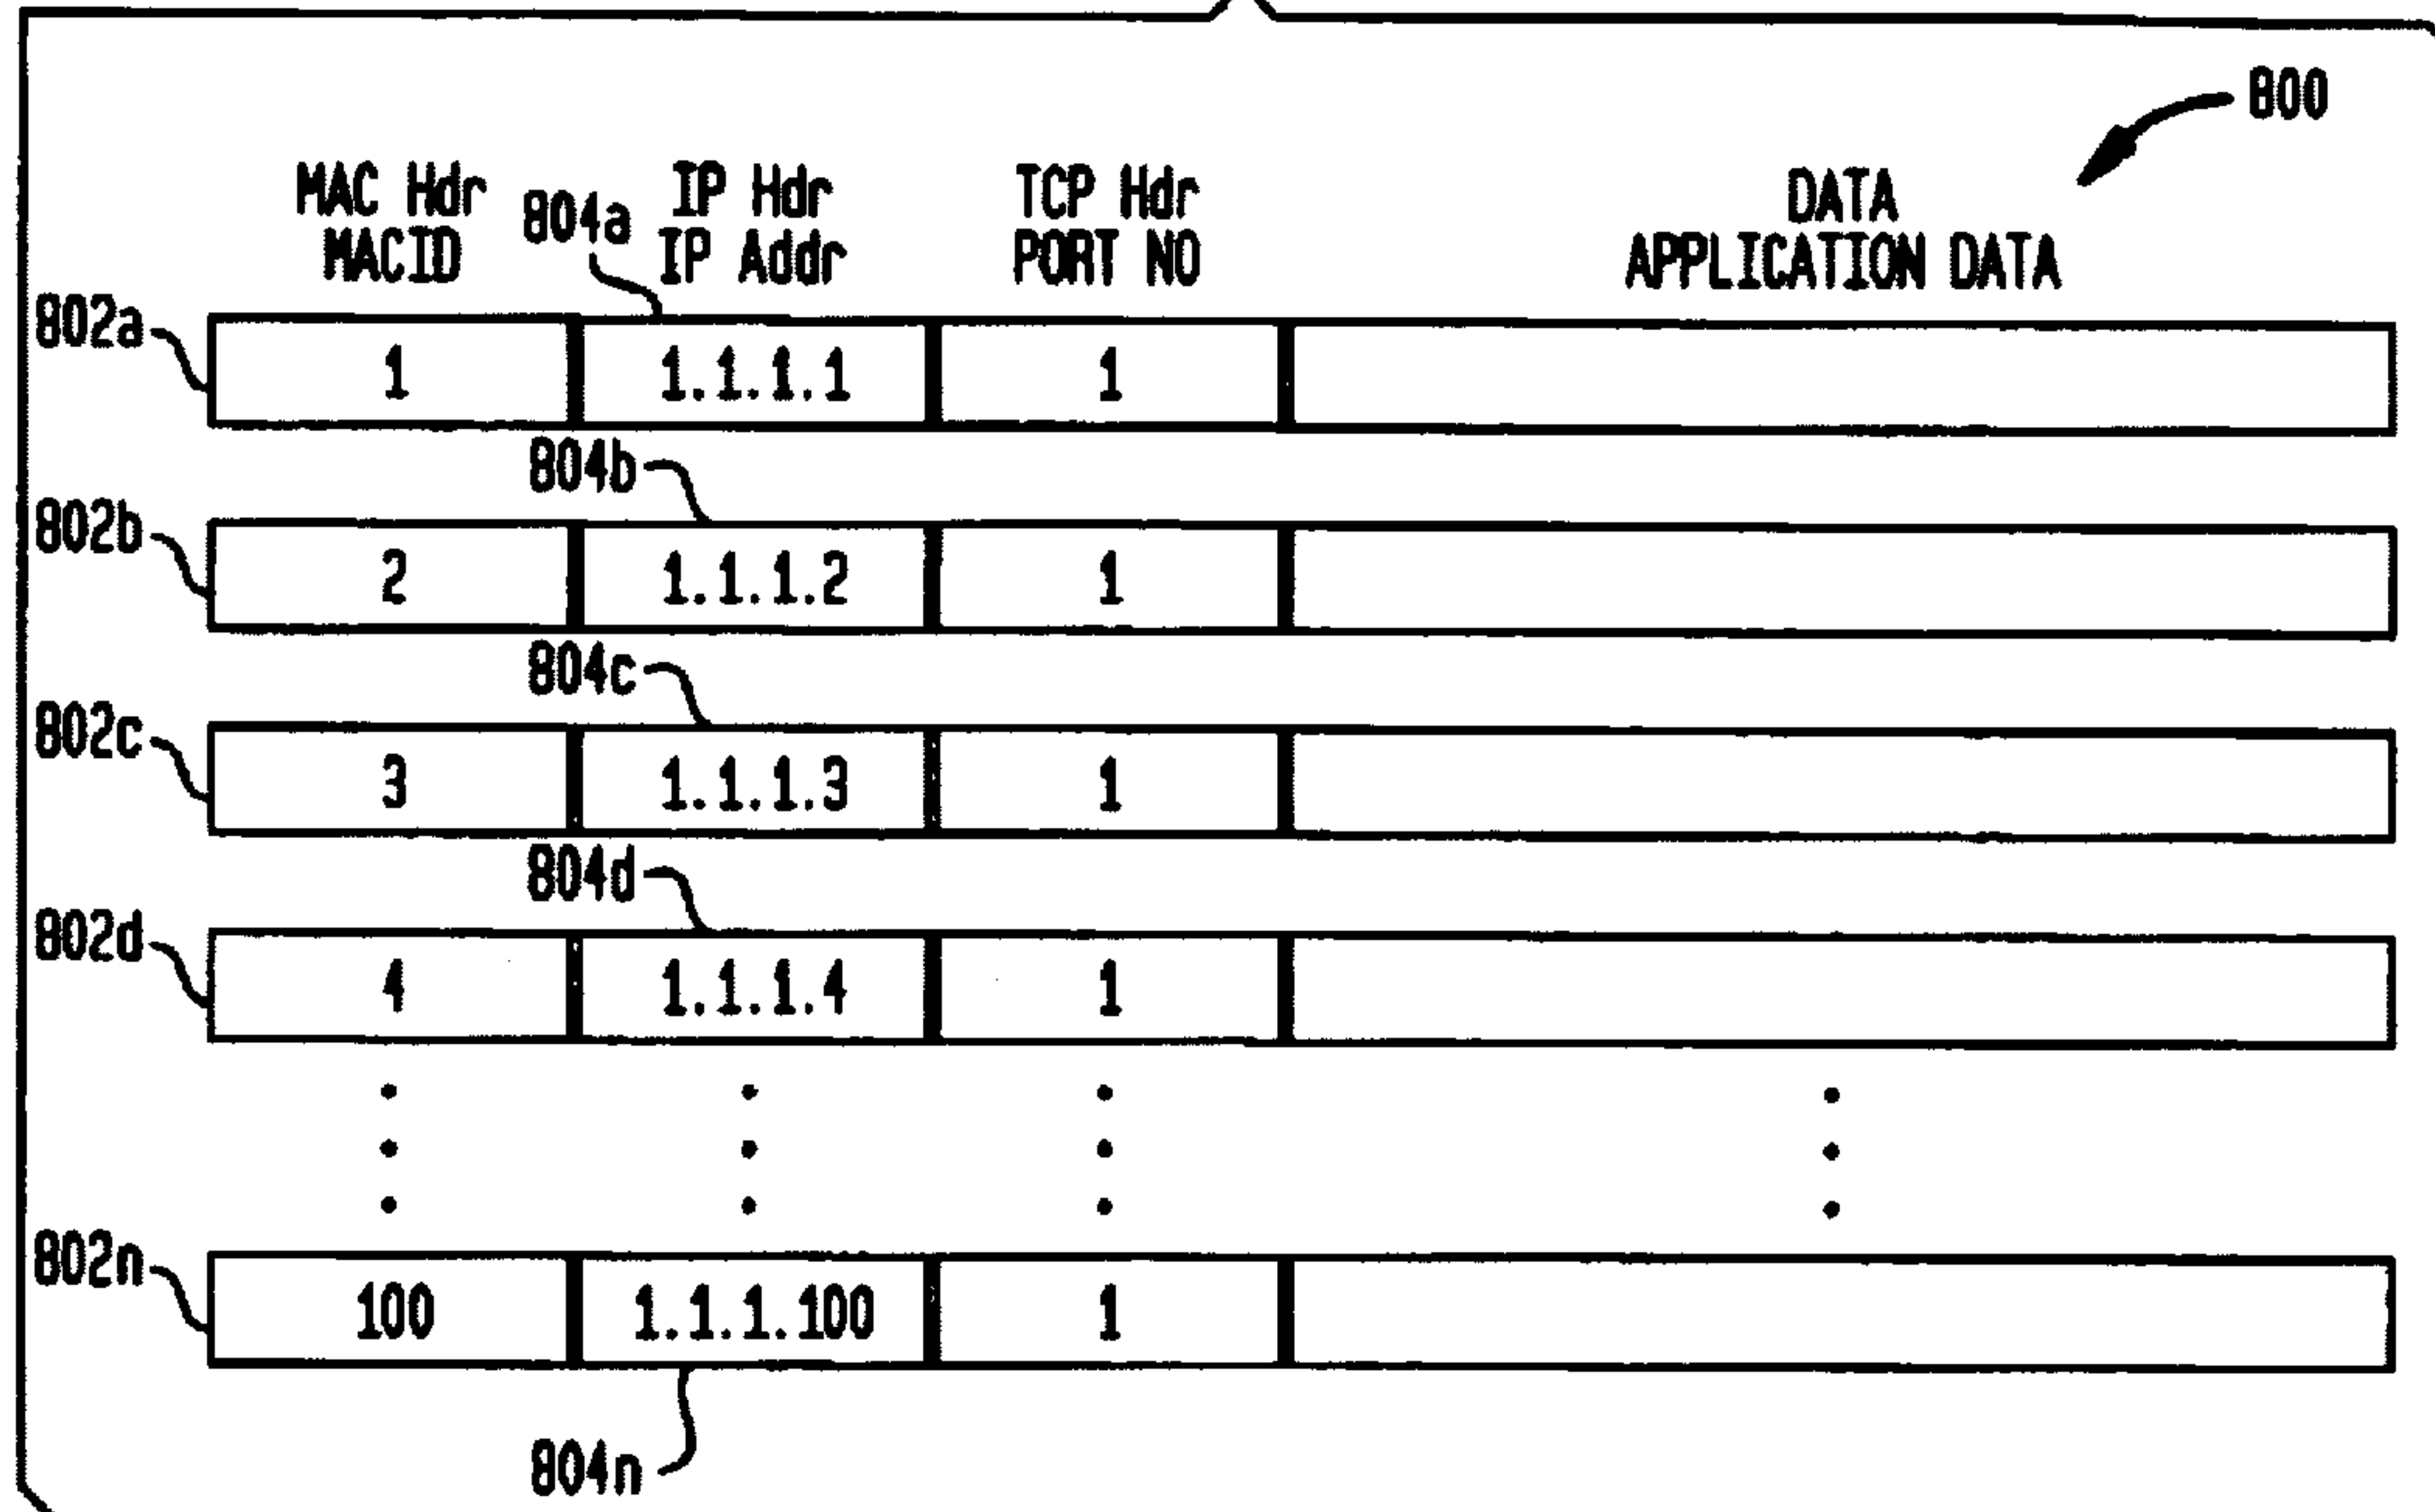 800
MAC Hdr IP Hdr TCP Hdr DATA
MACID 804a IP Addr PORT NO APPLICATION DATA
802a 1 1.1.1.1 1
804b
802b 2 1.1.1.2 1
804c
802c 3 1.1.1.3 1
804d
802d 4 1.1.1.4 1
802n 100 1.1.1.100 1
804n